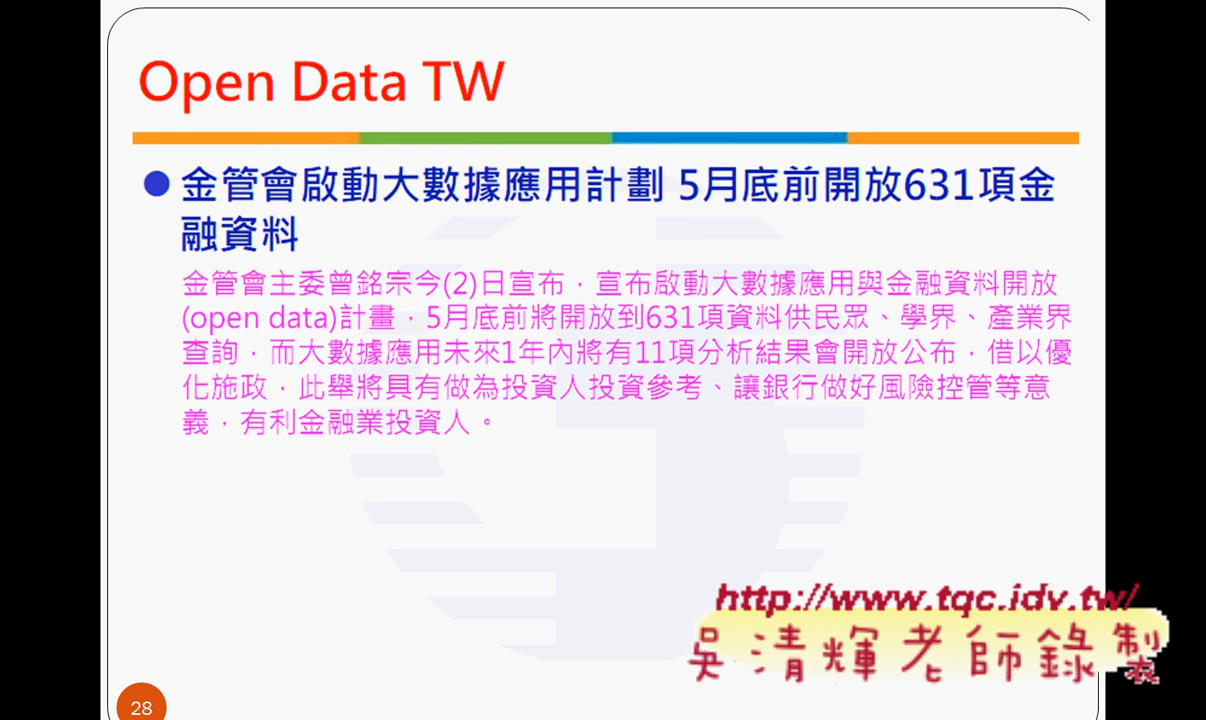 Open Data TW
金管會啟動大數據應用計劃 5月底前開放631項金
融資料
金管會主委曾銘宗今(2)日宣布，宣布啟動大數據應用與金融資料開放
(open data)計畫，5月底前將開放到631項資料供民眾、學界、產業界
查詢，而大數據應用未來1年內將有11項分析結果會開放公布，借以優
化施政，此舉將具有做為投資人投資參考、讓銀行做好風險控管等意
義，有利金融業投資人。
http://www.tqc.idv.tw/
吳清輝老師錄製
28